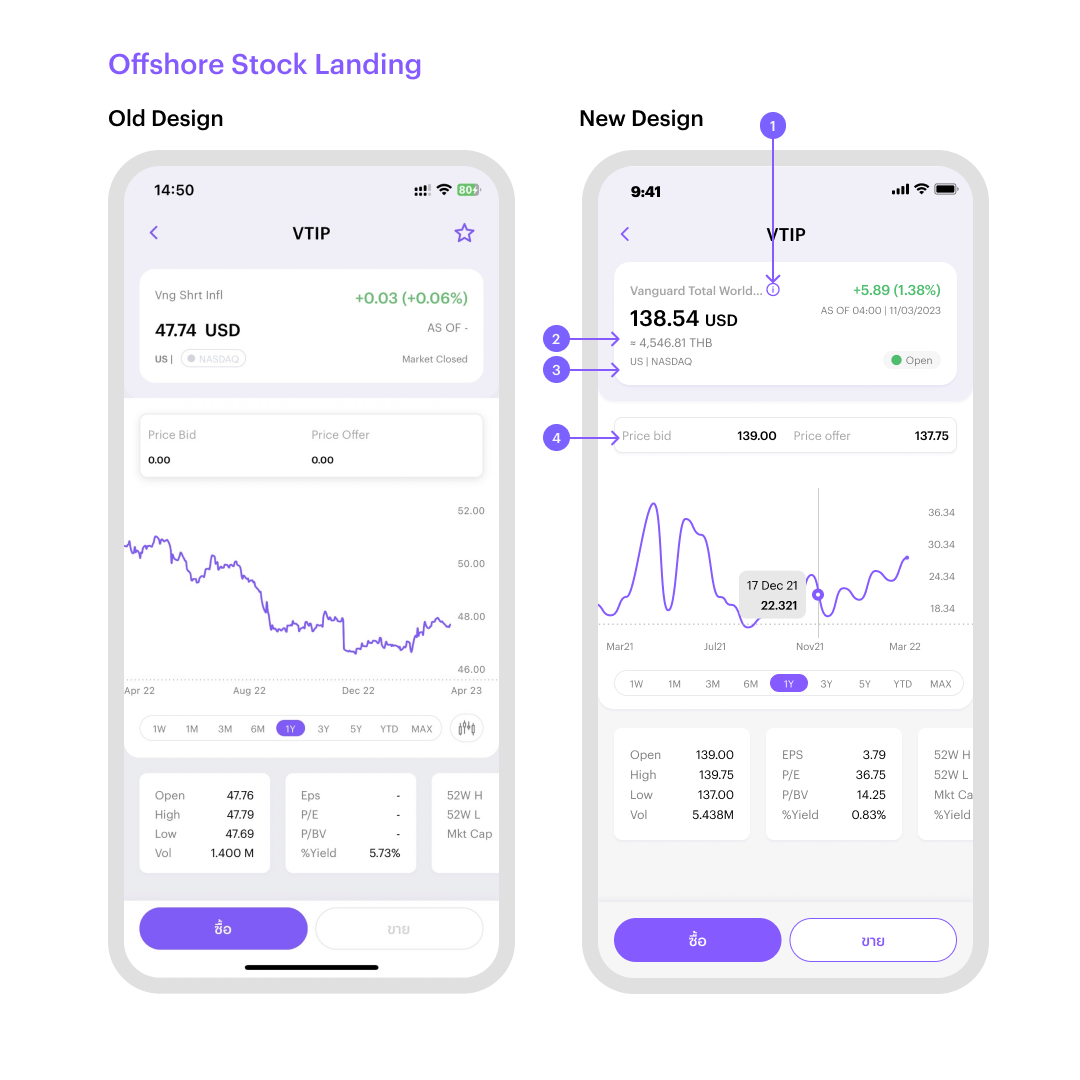 Offshore Stock Landing
Old Design
14:50
80
VTIP
Vng Shrt Infl
+0.03 (+0.06%)
47.74 USD
AS OF -
US |
NASDAQ
Market Closed
Price Bid
Price Offer
0.00
0.00
52.00
50.00
48.00
46.00
Apr 22
Aug 22
Dec 22
Apr 23
1W 1M 3M 6M 1Y 3Y 5Y YTD MAX
Open 47.76
High 47.79
Low 47.69
Vol 1.400 M
Eps -
P/E -
P/BV -
%Yield 5.73%
52W H
52W L
Mkt Cap
ซื้อ
ขาย
New Design
1
9:41
VTIP
Vanguard Total World...
+5.89 (1.38%)
138.54 USD
AS OF 04:00 | 11/03/2023
2
≈ 4,546.81 THB
3
US | NASDAQ
Open
4
Price bid 139.00
Price offer 137.75
36.34
30.34
24.34
18.34
17 Dec 21
22.321
Mar21
Jul21
Nov21
Mar 22
1W 1M 3M 6M 1Y 3Y 5Y YTD MAX
Open 139.00
High 139.75
Low 137.00
Vol 5.438M
EPS 3.79
P/E 36.75
P/BV 14.25
%Yield 0.83%
52W H
52W L
Mkt Ca
%Yield
ซื้อ
ขาย